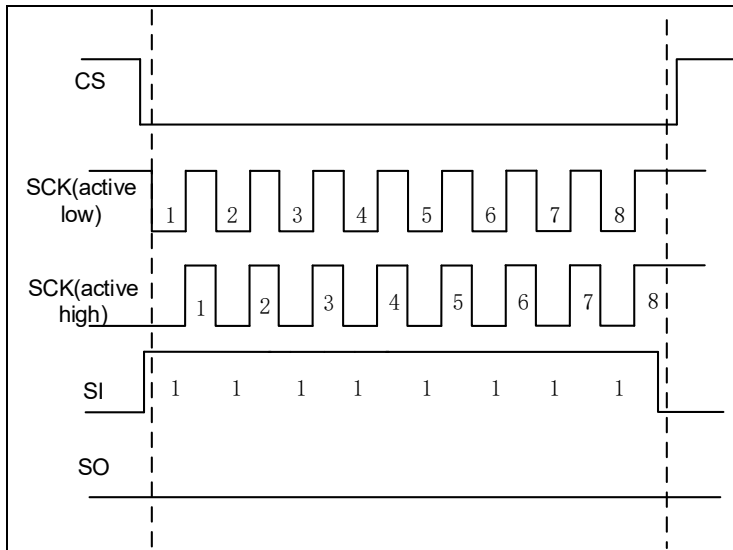 CS
SCK(active
low)
1 2 3 4 5 6 7 8
SCK(active
high)
1 2 3 4 5 6 7 8
SI
1 1 1 1 1 1 1 1
SO